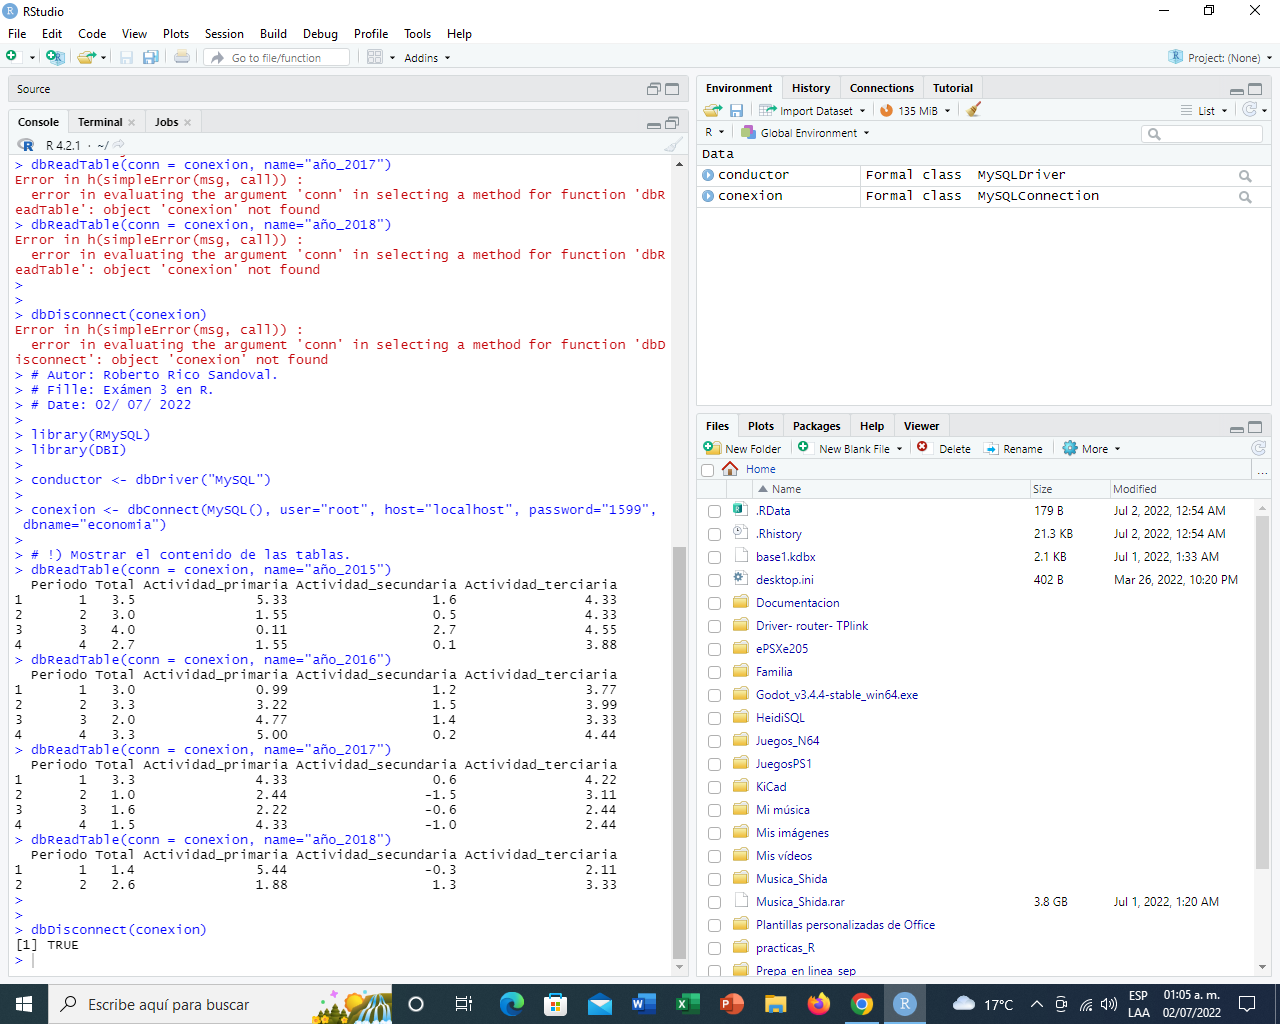 RStudio
File Edit Code View Plots Session Build Debug Profile Tools Help
Go to file/function Addins Project: (None)
Source
Console Terminal Jobs
R 4.2.1 · ~/
> dbReadTable(conn = conexion, name="año_2017")
Error in h(simpleError(msg, call)) :
error in evaluating the argument 'conn' in selecting a method for function 'dbR
eadTable': object 'conexion' not found
> dbReadTable(conn = conexion, name="año_2018")
Error in h(simpleError(msg, call)) :
error in evaluating the argument 'conn' in selecting a method for function 'dbR
eadTable': object 'conexion' not found
>
>
> dbDisconnect(conexion)
Error in h(simpleError(msg, call)) :
error in evaluating the argument 'conn' in selecting a method for function 'dbD
isconnect': object 'conexion' not found
> # Autor: Roberto Rico Sandoval.
> # Fille: Exámen 3 en R.
> # Date: 02/ 07/ 2022
>
> library(RMySQL)
> library(DBI)
>
> conductor <- dbDriver("MySQL")
>
> conexion <- dbConnect(MySQL(), user="root", host="localhost", password="1599",
dbname="economia")
>
> # !) Mostrar el contenido de las tablas.
> dbReadTable(conn = conexion, name="año_2015")
Periodo Total Actividad_primaria Actividad_secundaria Actividad_terciaria
1 1 3.5 5.33 1.6 4.33
2 2 3.0 1.55 0.5 4.33
3 3 4.0 0.11 2.7 4.55
4 4 2.7 1.55 0.1 3.88
> dbReadTable(conn = conexion, name="año_2016")
Periodo Total Actividad_primaria Actividad_secundaria Actividad_terciaria
1 1 3.0 0.99 1.2 3.77
2 2 3.3 3.22 1.5 3.99
3 3 2.0 4.77 1.4 3.33
4 4 3.3 5.00 0.2 4.44
> dbReadTable(conn = conexion, name="año_2017")
Periodo Total Actividad_primaria Actividad_secundaria Actividad_terciaria
1 1 3.3 4.33 0.6 4.22
2 2 1.0 2.44 -1.5 3.11
3 3 1.6 2.22 -0.6 2.44
4 4 1.5 4.33 -1.0 2.44
> dbReadTable(conn = conexion, name="año_2018")
Periodo Total Actividad_primaria Actividad_secundaria Actividad_terciaria
1 1 1.4 5.44 -0.3 2.11
2 2 2.6 1.88 1.3 3.33
>
>
> dbDisconnect(conexion)
[1] TRUE
>
Environment History Connections Tutorial
Import Dataset 135 MiB List
R Global Environment
Data
conductor Formal class MySQLDriver
conexion Formal class MySQLConnection
Files Plots Packages Help Viewer
New Folder New Blank File Delete Rename More
Home ...
Name Size Modified
.RData 179 B Jul 2, 2022, 12:54 AM
.Rhistory 21.3 KB Jul 2, 2022, 12:54 AM
base1.kdbx 2.1 KB Jul 1, 2022, 1:33 AM
desktop.ini 402 B Mar 26, 2022, 10:20 PM
Documentacion
Driver- router- TPlink
ePSXe205
Familia
Godot_v3.4.4-stable_win64.exe
HeidiSQL
Juegos_N64
JuegosPS1
KiCad
Mi música
Mis imágenes
Mis vídeos
Musica_Shida
Musica_Shida.rar 3.8 GB Jul 1, 2022, 1:20 AM
Plantillas personalizadas de Office
practicas_R
Prepa en linea sep
Escribe aquí para buscar
17°C
ESP
LAA
01:05 a. m.
02/07/2022